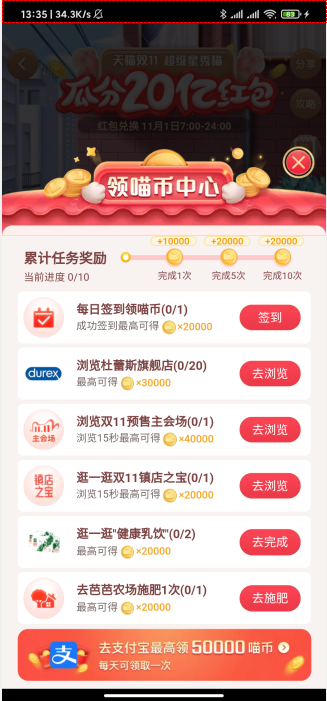 13:35 | 34.3K/s
89
天猫双11 超级星秀猫
分享
瓜分20亿红包
攻略
红包兑换 11月1日7:00-24:00
领喵币中心
累计任务奖励
当前进度 0/10
+10000
+20000
+20000
完成1次
完成5次
完成10次
每日签到领喵币(0/1)
成功签到最高可得 ×20000
签到
durex
浏览杜蕾斯旗舰店(0/20)
最高可得 ×30000
去浏览
主会场
浏览双11预售主会场(0/1)
浏览15秒最高可得 ×40000
去浏览
镇店之宝
逛一逛双11镇店之宝(0/1)
浏览15秒最高可得 ×20000
去浏览
逛一逛"健康乳饮"(0/2)
最高可得 ×20000
去完成
去芭芭农场施肥1次(0/1)
最高可得 ×20000
去施肥
支
去支付宝最高领50000喵币
每天可领取一次